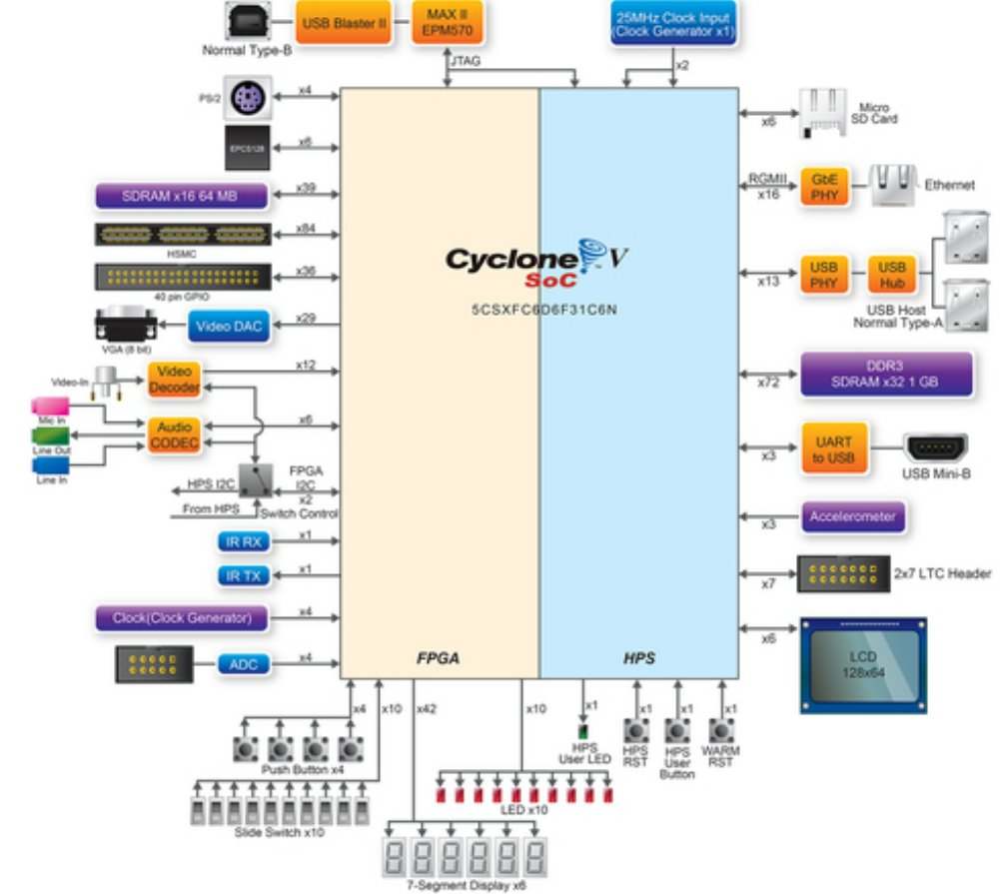 Normal Type-B
USB Blaster II
MAX II
EPM570
25MHz Clock Input
(Clock Generator x1)
JTAG
x2
PS/2
x4
EPCS128
x6
SDRAM x16 64 MB
x39
HSMC
x84
40 pin GPIO
x36
VGA (8 bit)
Video DAC
x29
Video-In
Video
Decoder
x12
Mic In
Line Out
Line In
Audio
CODEC
x6
HPS I2C
From HPS
FPGA
I2C
x2
Switch Control
IR RX
x1
IR TX
x1
Clock(Clock Generator)
x4
ADC
x4
Cyclone V
SoC
5CSXFC6D6F31C6N
FPGA
HPS
x6
Micro
SD Card
RGMII
x16
GbE
PHY
Ethernet
x13
USB
PHY
USB
Hub
USB Host
Normal Type-A
x72
DDR3
SDRAM x32 1 GB
x3
UART
to USB
USB Mini-B
x3
Accelerometer
x7
2x7 LTC Header
x6
LCD
128x64
x4
x10
x42
x10
x1
x1
x1
x1
Push Button x4
Slide Switch x10
7-Segment Display x6
LED x10
HPS
User LED
HPS
RST
HPS
User
Button
WARM
RST